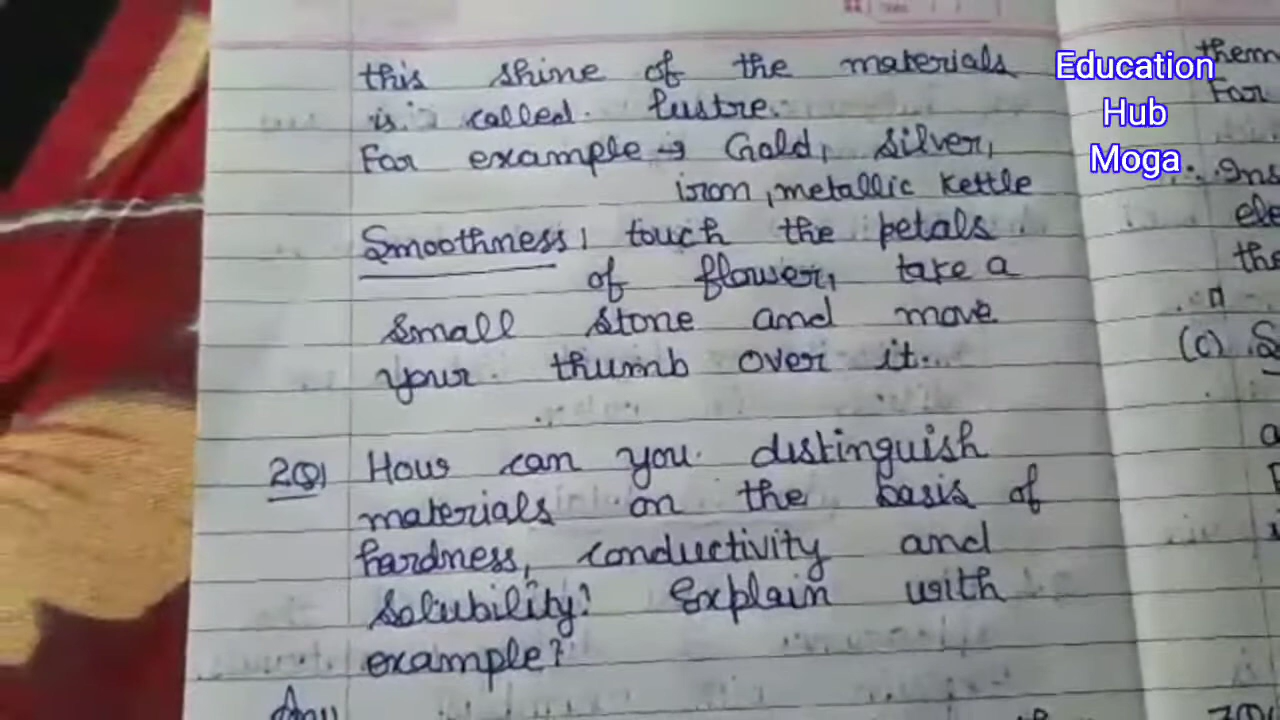 this shine of the materials
is called lustre.
For example → Gold, silver,
iron, metallic kettle
Smoothness; touch the petals
of flower, take a
small stone and move
your thumb over it.
2Q) How can you distinguish
materials on the basis of
hardness, conductivity and
solubility? Explain with
example?
Education
Hub
Moga
them
For
(c)